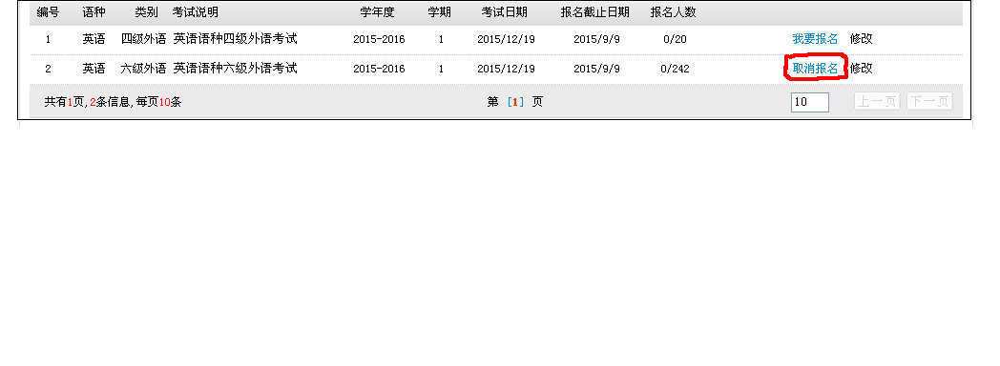 编号 语种 类别 考试说明 学年度 学期 考试日期 报名截止日期 报名人数
1 英语 四级外语 英语语种四级外语考试 2015-2016 1 2015/12/19 2015/9/9 0/20 我要报名 修改
2 英语 六级外语 英语语种六级外语考试 2015-2016 1 2015/12/19 2015/9/9 0/242 取消报名 修改
共有1页,2条信息,每页10条 第 [1] 页 10 上一页 下一页